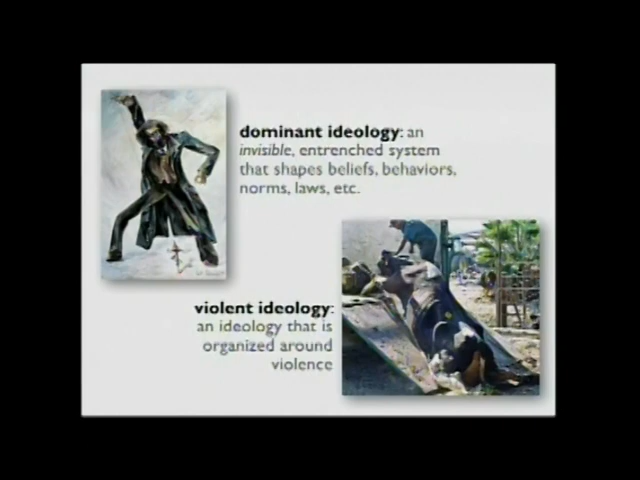 dominant ideology: an
invisible, entrenched system
that shapes beliefs, behaviors,
norms, laws, etc.
violent ideology:
an ideology that is
organized around
violence